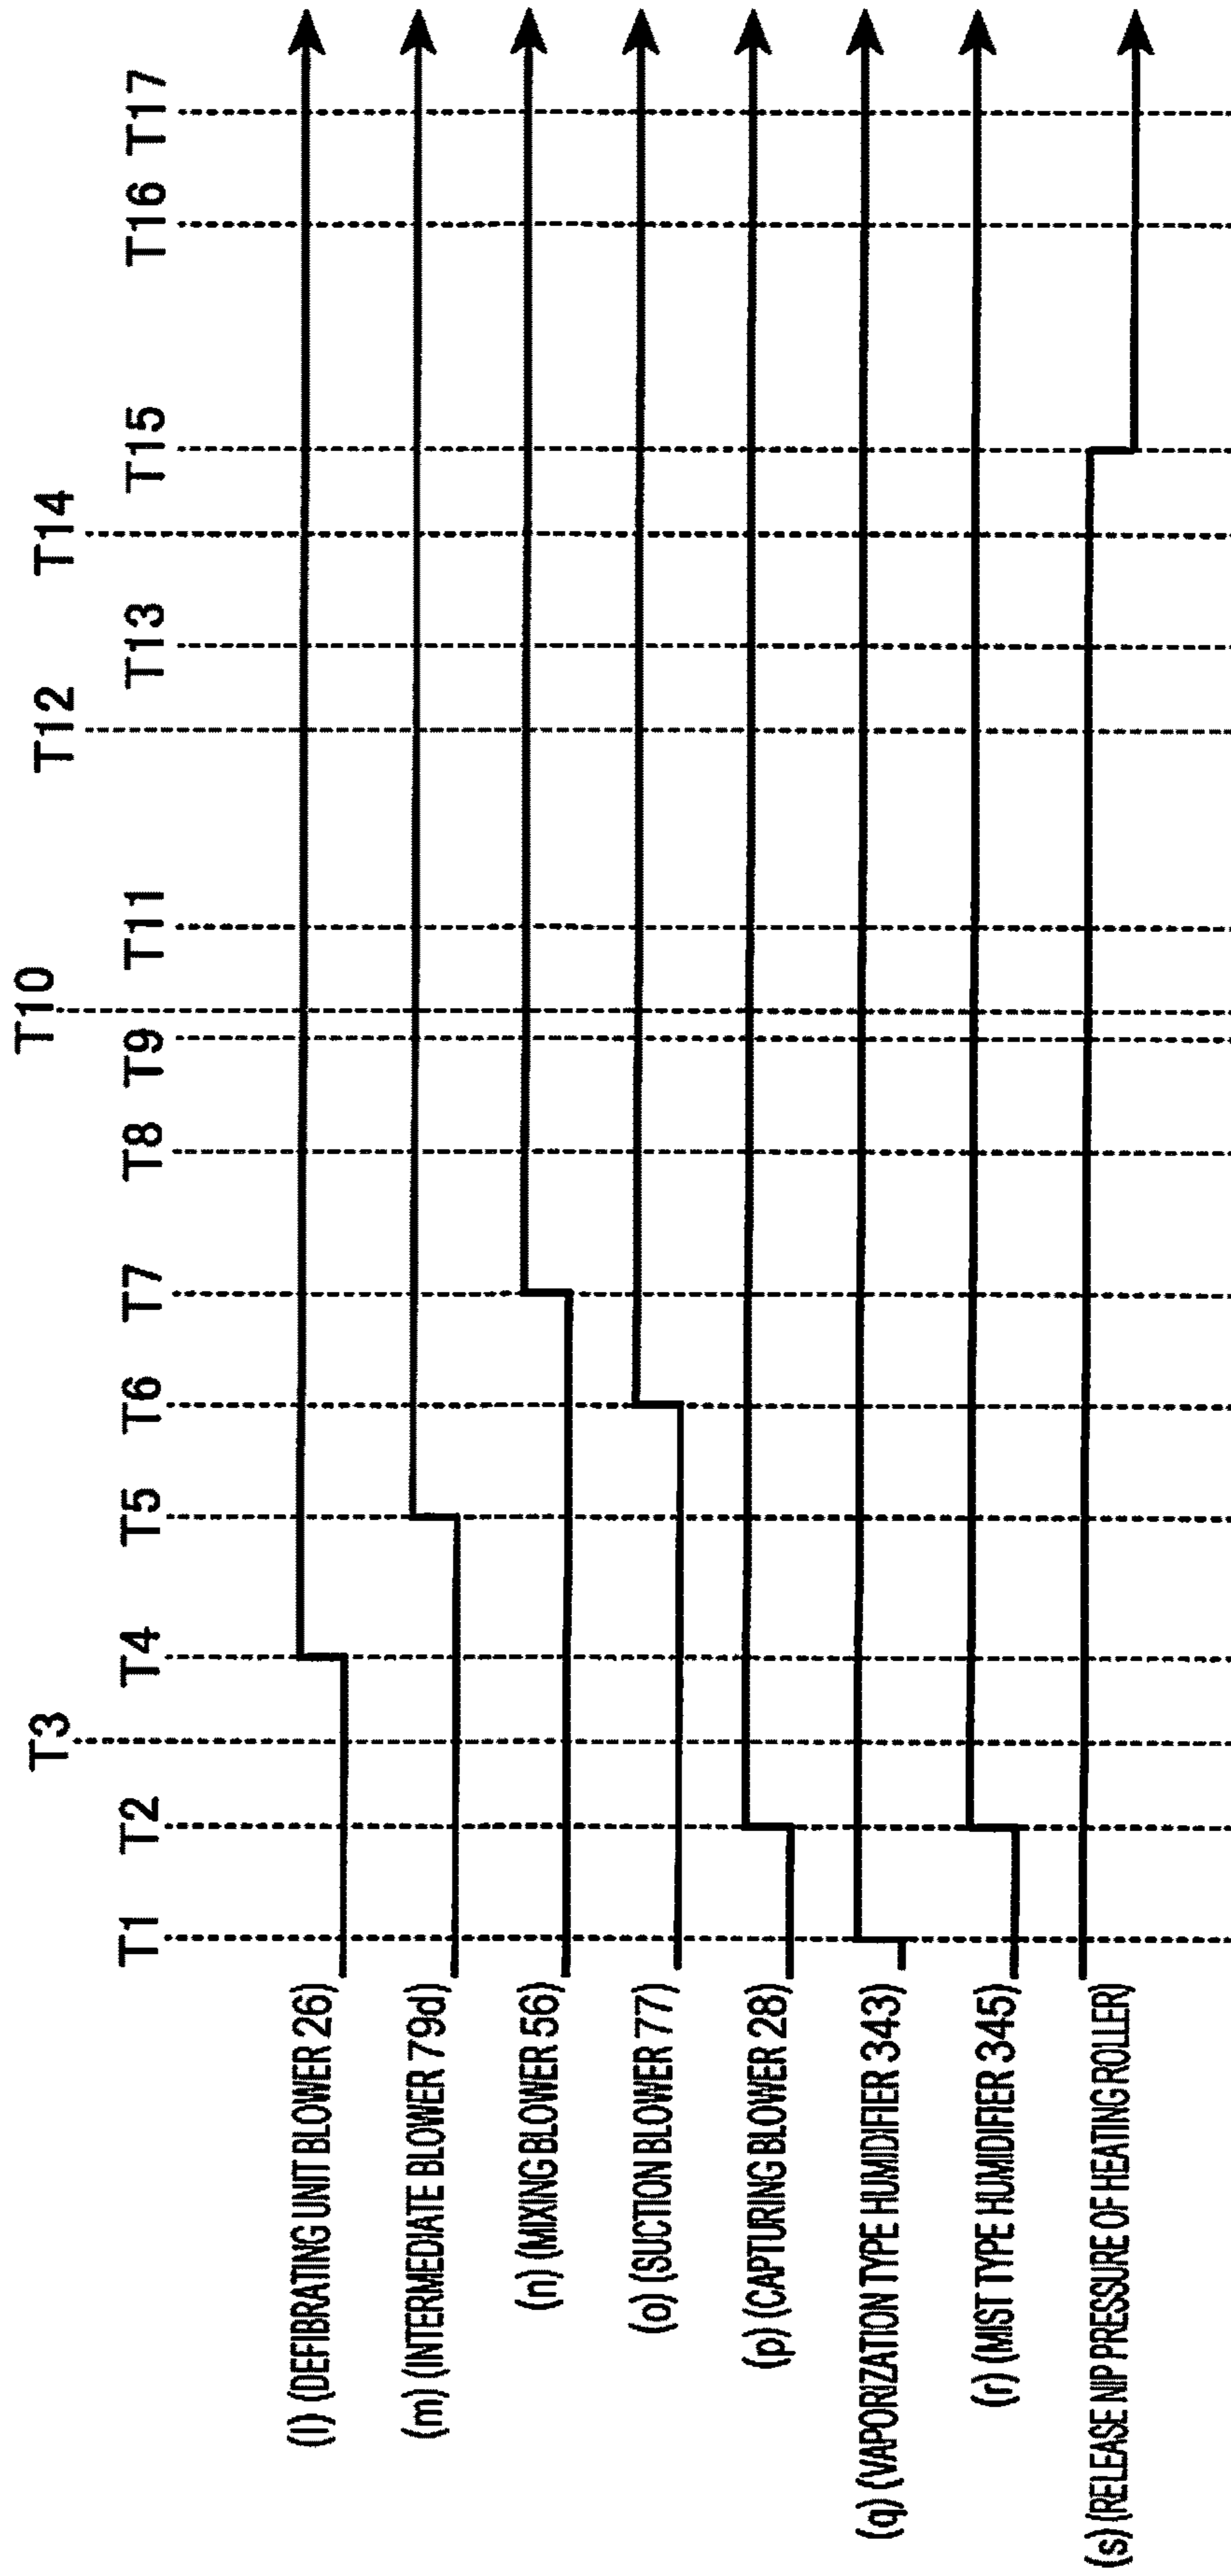 T10
T3 T12 T14
T1 T2 T4 T5 T6 T7 T8 T9 T11 T13 T15 T16 T17
(l) (DEFIBRATING UNIT BLOWER 26)
(m) (INTERMEDIATE BLOWER 79d)
(n) (MIXING BLOWER 56)
(o) (SUCTION BLOWER 77)
(p) (CAPTURING BLOWER 28)
(q) (VAPORIZATION TYPE HUMIDIFIER 343)
(r) (MIST TYPE HUMIDIFIER 345)
(s) (RELEASE NIP PRESSURE OF HEATING ROLLER)